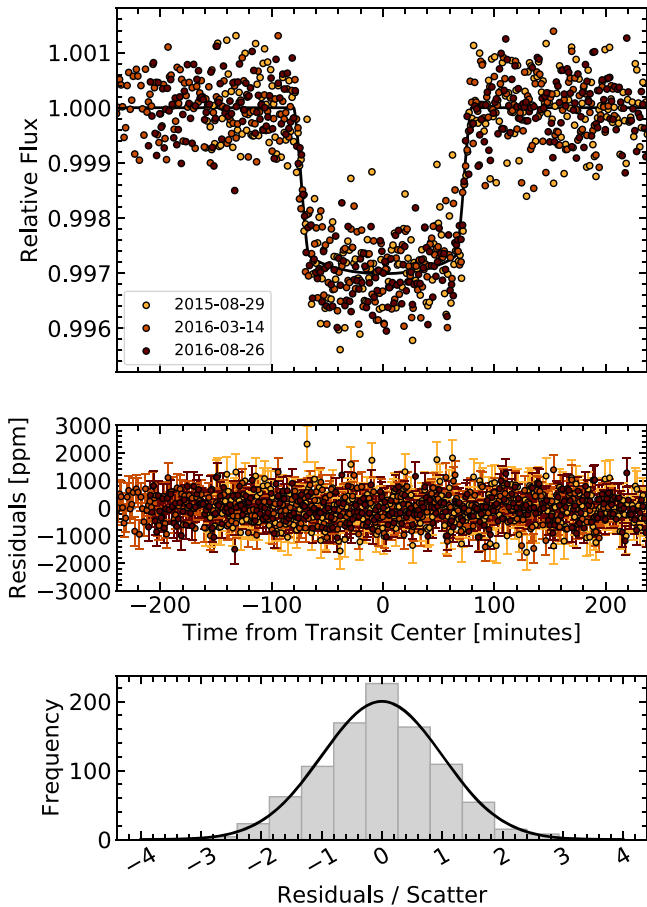 1.001
1.000
0.999
0.998
0.997
0.996
Relative Flux
2015-08-29
2016-03-14
2016-08-26
3000
2000
1000
0
−1000
−2000
−3000
Residuals [ppm]
−200 −100 0 100 200
Time from Transit Center [minutes]
200
100
0
Frequency
−4 −3 −2 −1 0 1 2 3 4
Residuals / Scatter